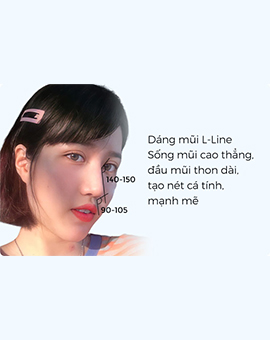 Dáng mũi L-Line
Sống mũi cao thẳng,
đầu mũi thon dài,
tạo nét cá tính,
mạnh mẽ
140-150
90-105